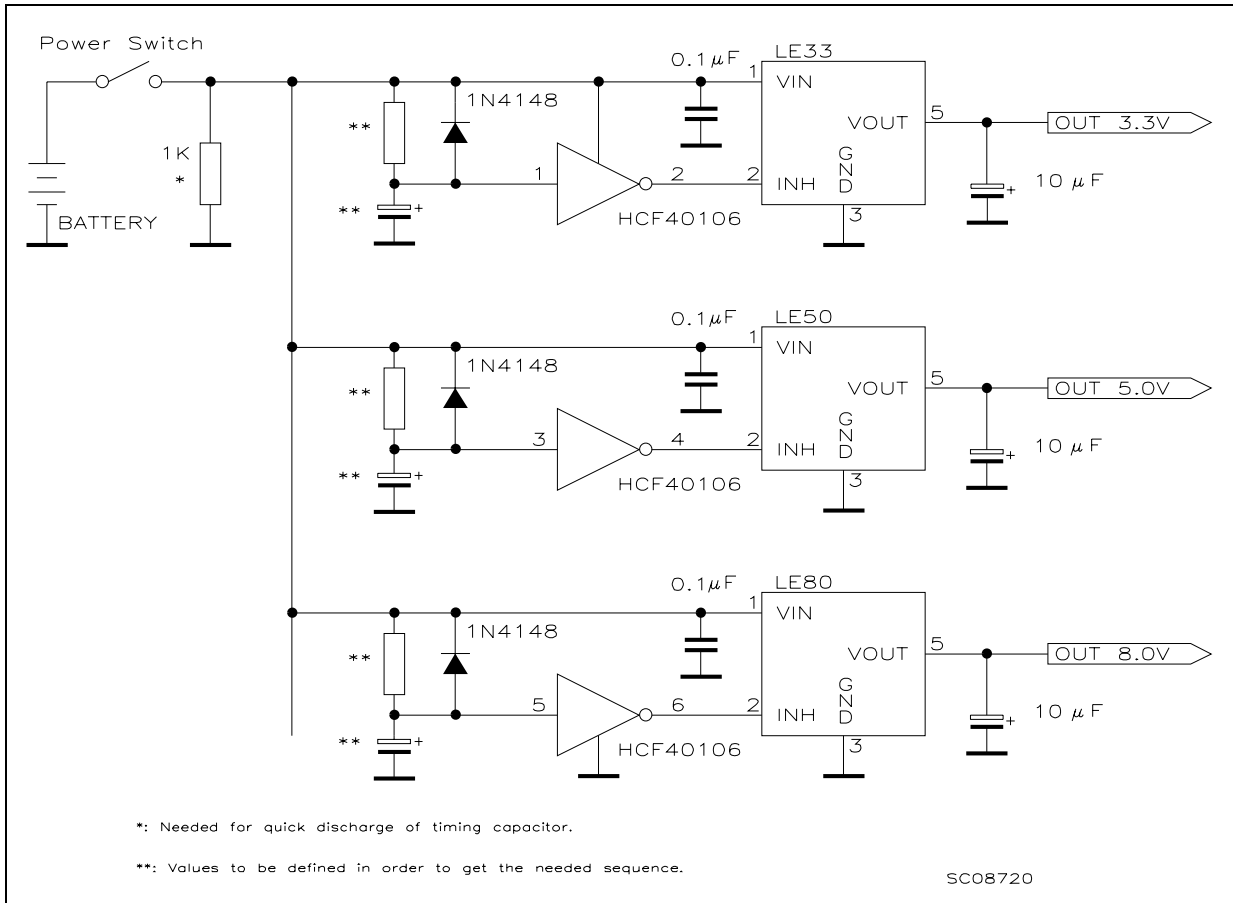 Power Switch
1K
*
BATTERY
**
**
1N4148
1
2
HCF40106
0.1µF
LE33
1
VIN
2
INH
VOUT
GND
3
5
OUT 3.3V
+
+
10 µF
**
**
1N4148
3
4
HCF40106
0.1µF
LE50
1
VIN
2
INH
VOUT
GND
3
5
OUT 5.0V
+
+
10 µF
**
**
1N4148
5
6
HCF40106
0.1µF
LE80
1
VIN
2
INH
VOUT
GND
3
5
OUT 8.0V
+
+
10 µF
*: Needed for quick discharge of timing capacitor.
**: Values to be defined in order to get the needed sequence.
SC08720